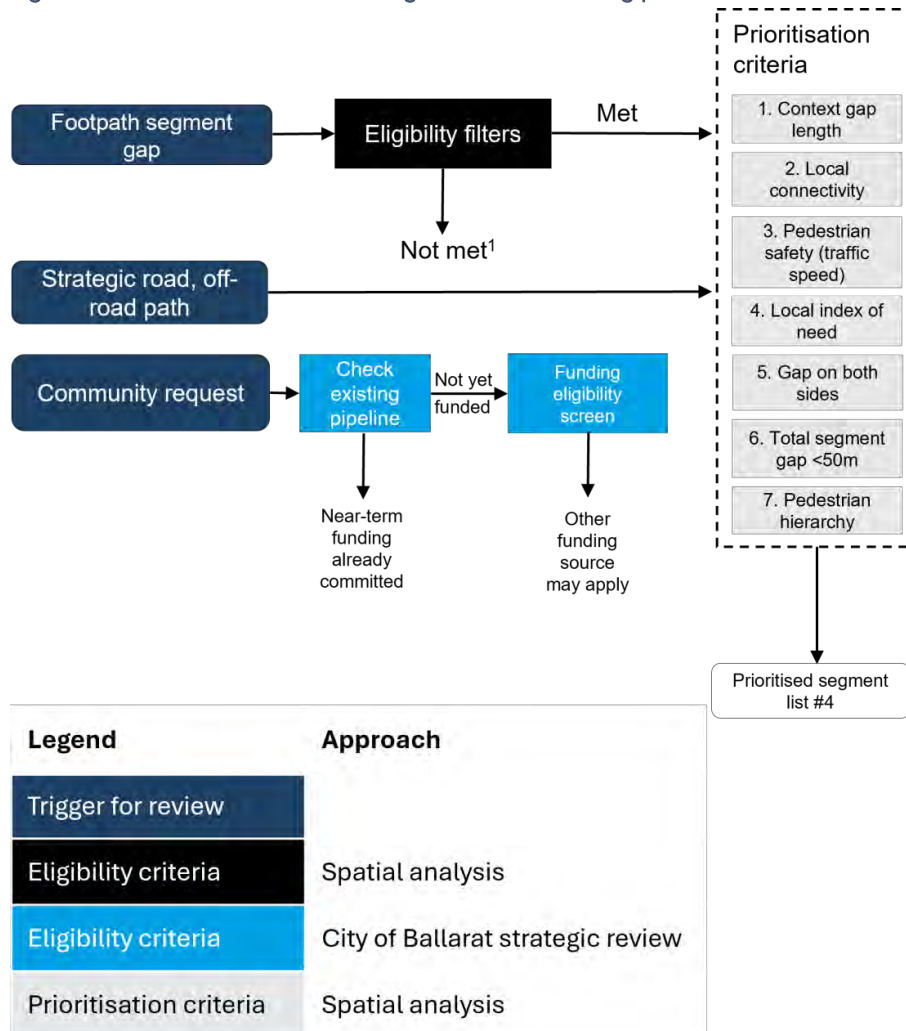 Prioritisation
criteria
Footpath segment
gap
Eligibility filters
Met
1. Context gap
length
2. Local
connectivity
Not met¹
3. Pedestrian
safety (traffic
speed)
Strategic road, off-
road path
4. Local index of
need
Community request
Check
existing
pipeline
Not yet
funded
Funding
eligibility
screen
5. Gap on both
sides
6. Total segment
gap <50m
7. Pedestrian
hierarchy
Near-term
funding
already
committed
Other
funding
source
may apply
Prioritised segment
list #4
Legend Approach
Trigger for review
Eligibility criteria Spatial analysis
Eligibility criteria City of Ballarat strategic review
Prioritisation criteria Spatial analysis